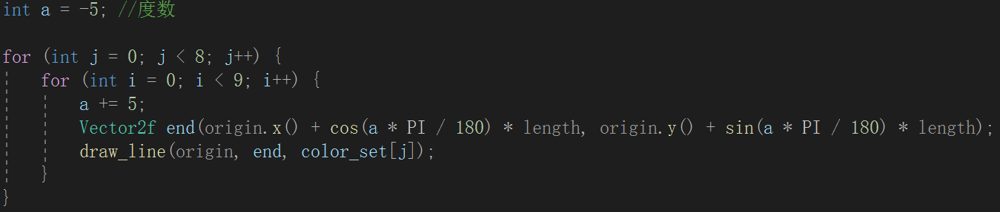 int a = -5; //度数
for (int j = 0; j < 8; j++) {
for (int i = 0; i < 9; i++) {
a += 5;
Vector2f end(origin.x() + cos(a * PI / 180) * length, origin.y() + sin(a * PI / 180) * length);
draw_line(origin, end, color_set[j]);
}
}